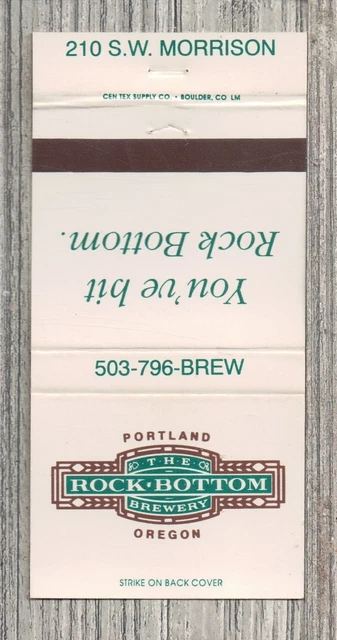 210 S.W. MORRISON
CEN TEX SUPPLY CO. • BOULDER, CO LM
You've hit
Rock Bottom.
503-796-BREW
PORTLAND
THE
ROCK•BOTTOM
BREWERY
OREGON
STRIKE ON BACK COVER